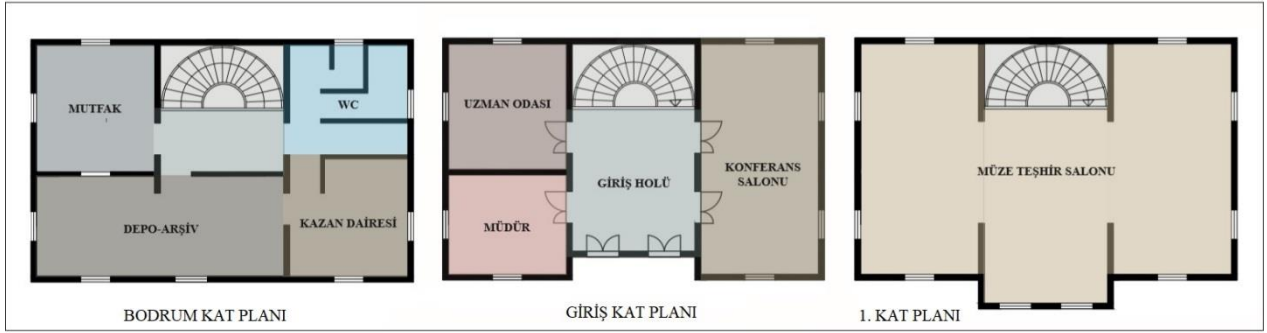 MUTFAK
WC
DEPO-ARŞİV
KAZAN DAİRESİ
BODRUM KAT PLANI
UZMAN ODASI
GİRİŞ HOLÜ
KONFERANS
SALONU
MÜDÜR
GİRİŞ KAT PLANI
MÜZE TEŞHİR SALONU
1. KAT PLANI